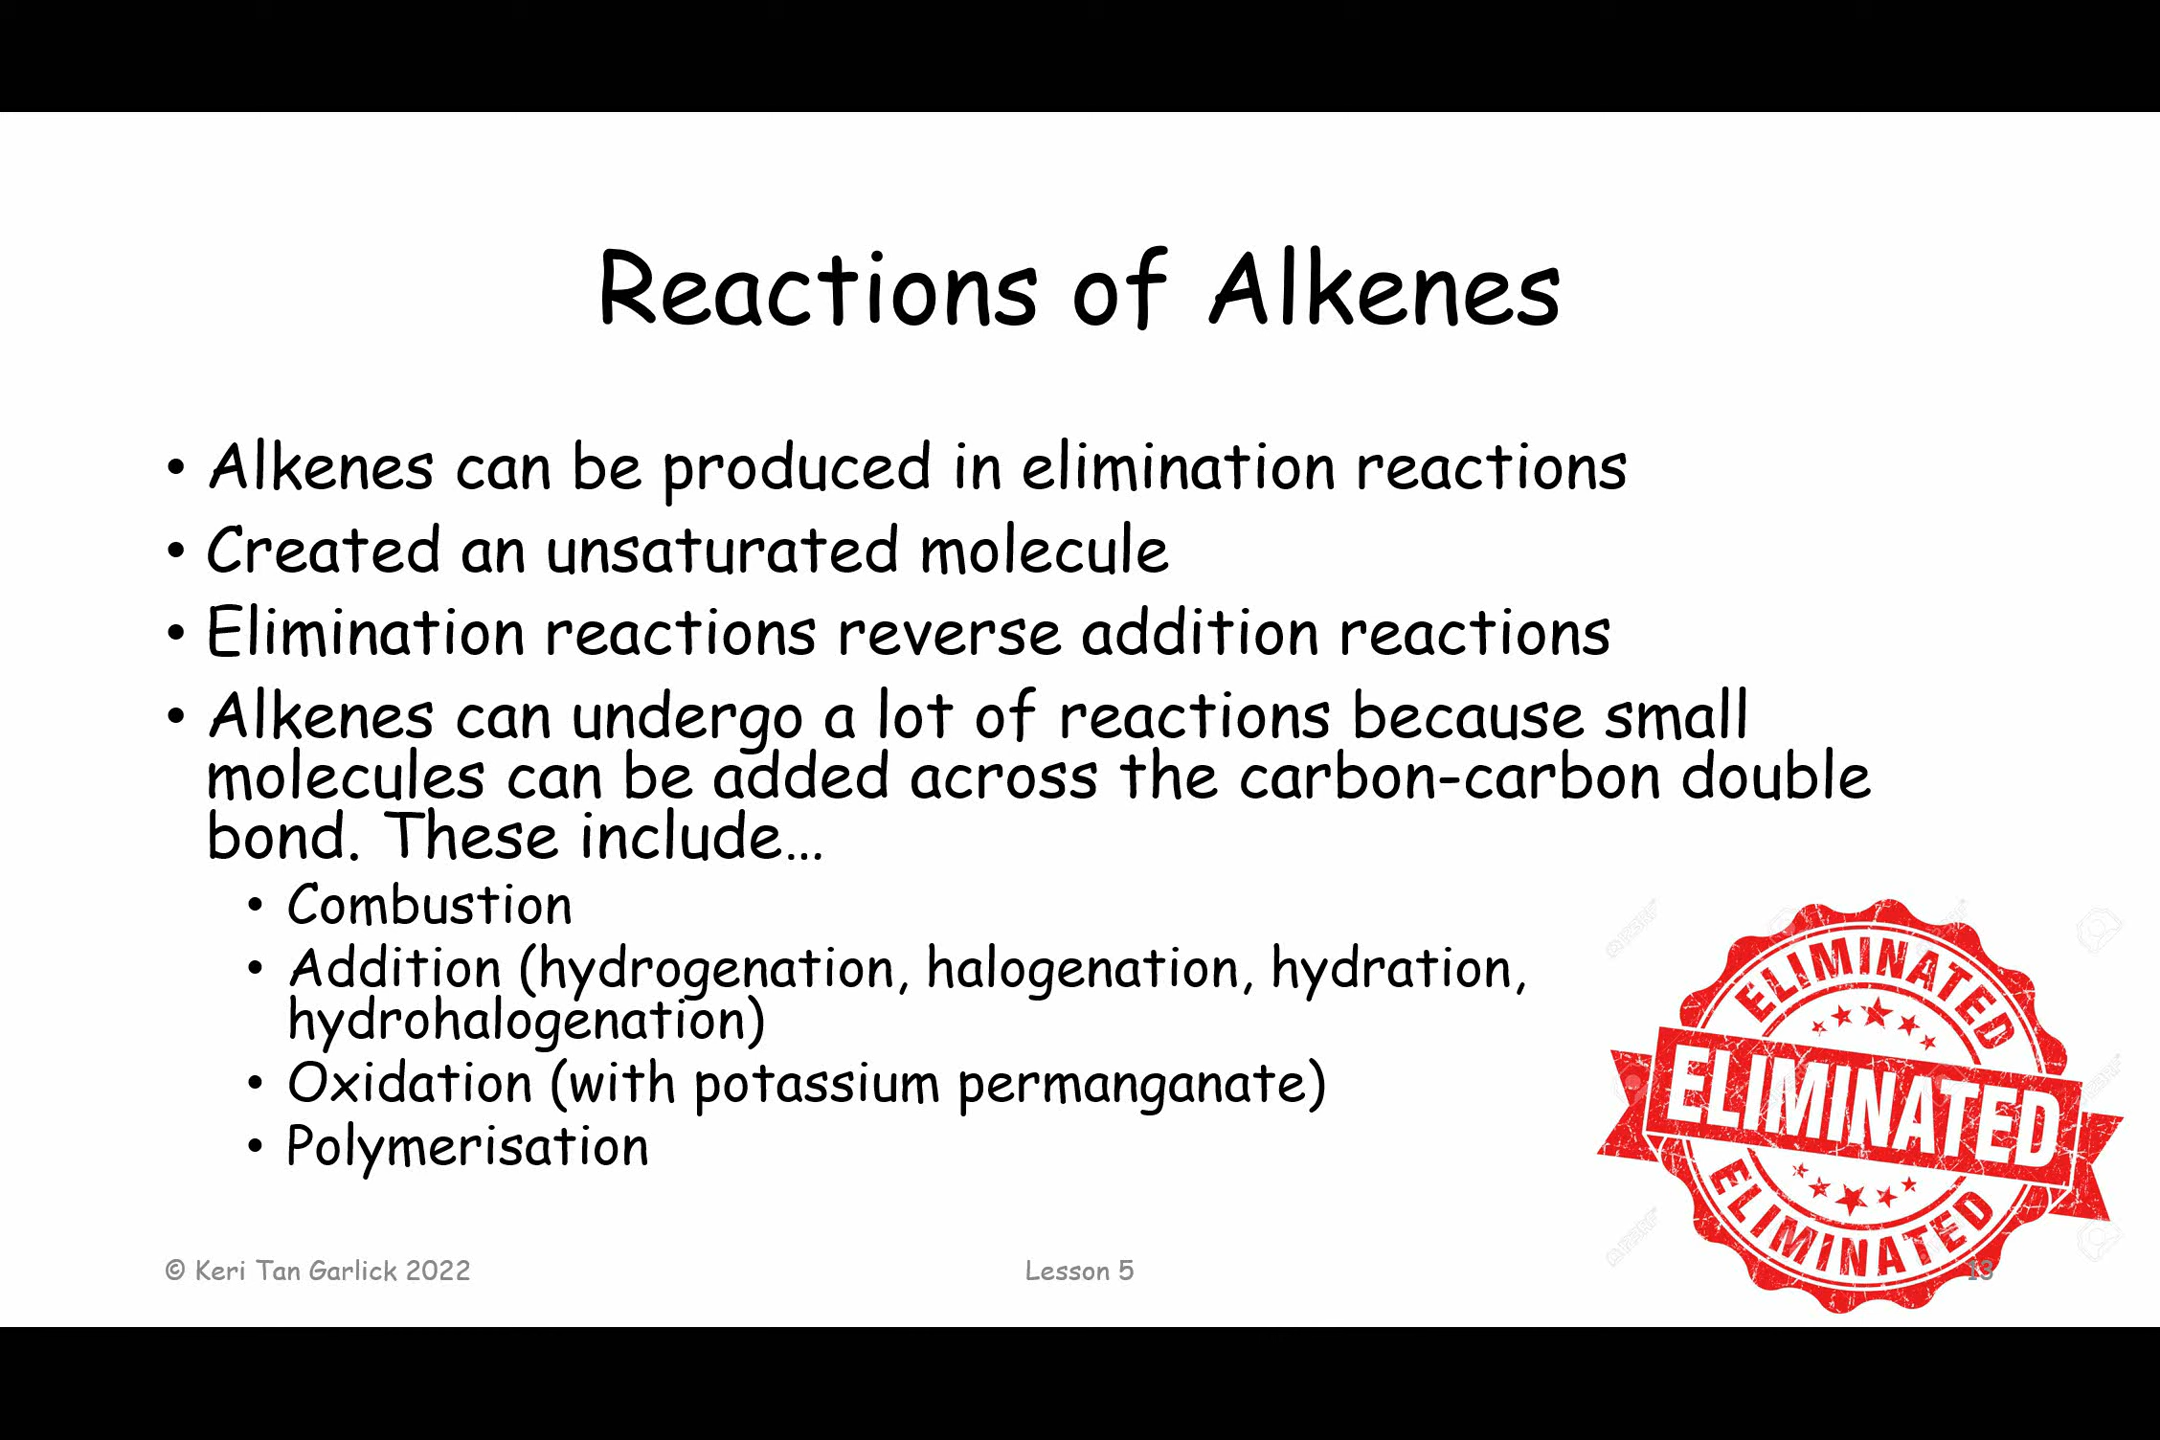 Reactions of Alkenes
• Alkenes can be produced in elimination reactions
• Created an unsaturated molecule
• Elimination reactions reverse addition reactions
• Alkenes can undergo a lot of reactions because small
molecules can be added across the carbon-carbon double
bond. These include...
• Combustion
• Addition (hydrogenation, halogenation, hydration,
hydrohalogenation)
• Oxidation (with potassium permanganate)
• Polymerisation
ELIMINATED
ELIMINATED
ELIMINATED
© Keri Tan Garlick 2022
Lesson 5
13